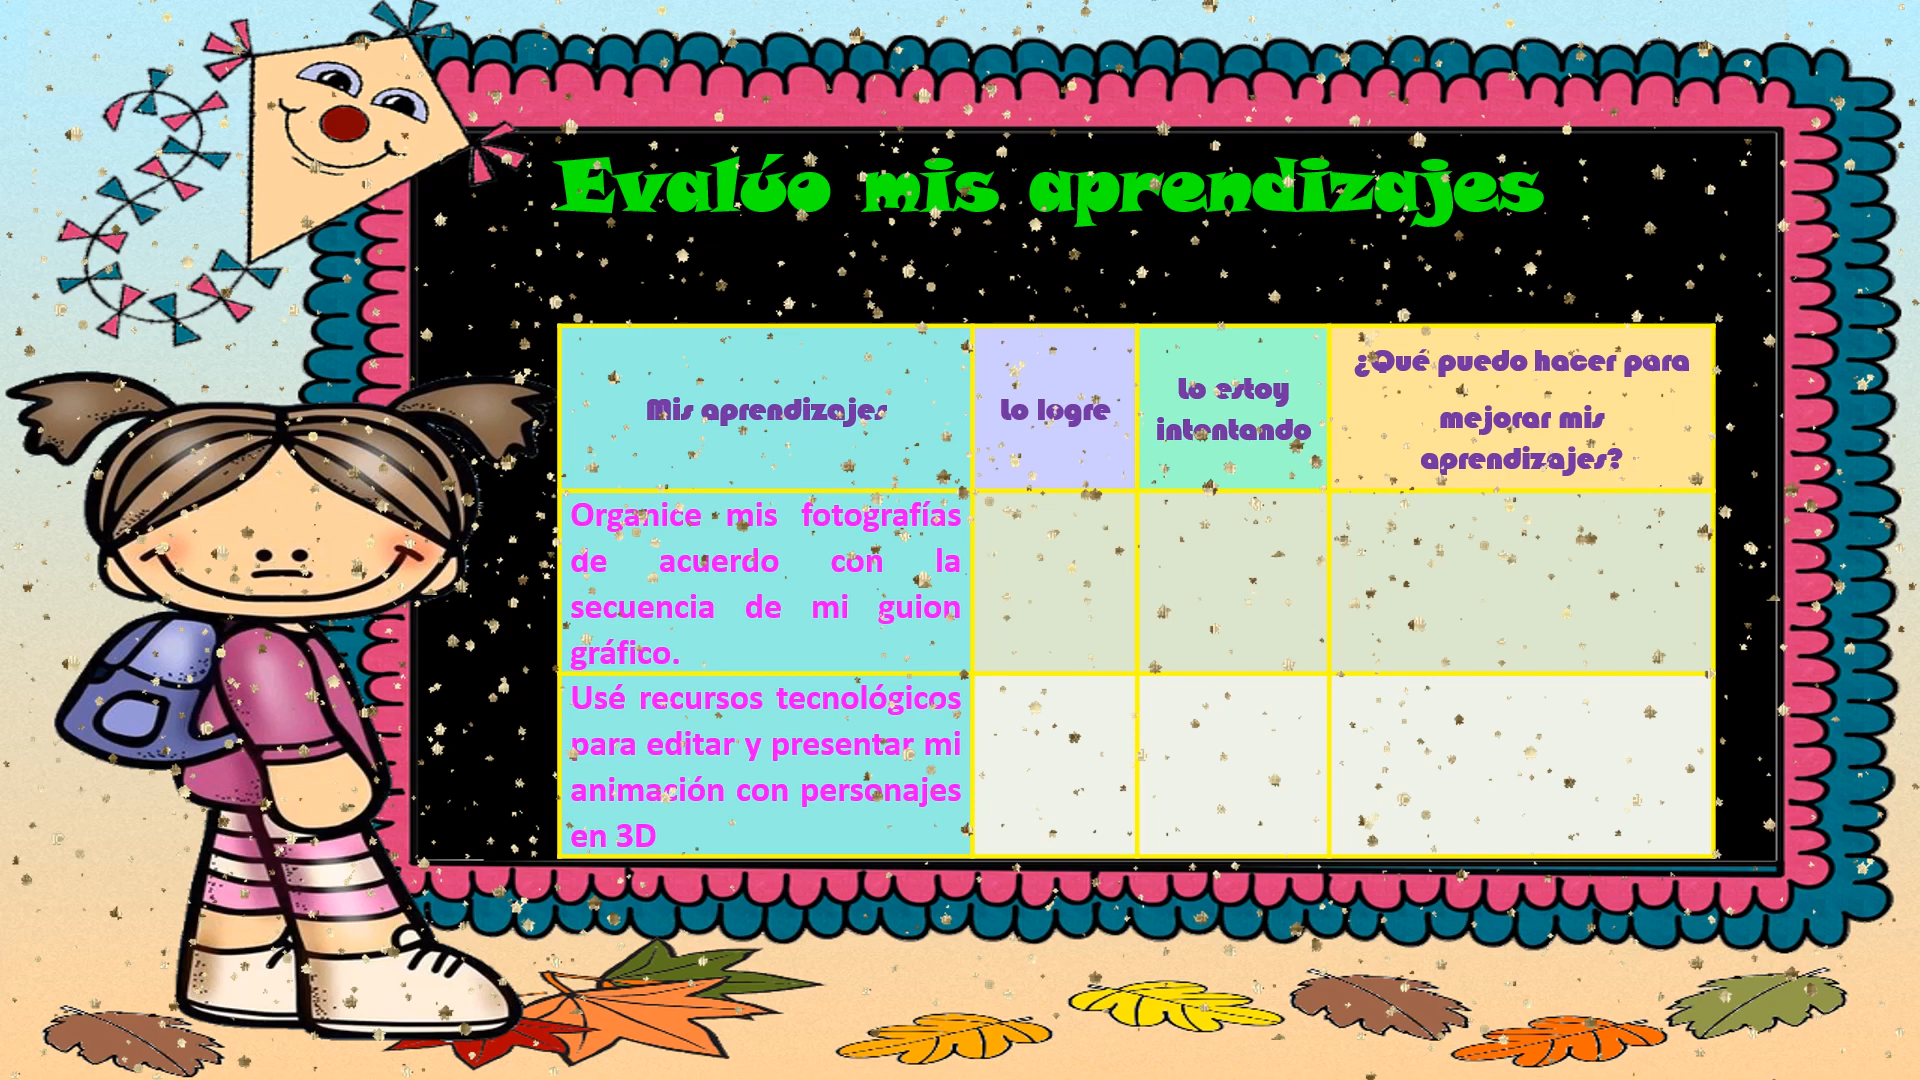 Evalúo mis aprendizajes
Mis aprendizajes
Lo logre
Lo estoy
intentando
¿Qué puedo hacer para
mejorar mis
aprendizajes?
Organice mis fotografías
de acuerdo con la
secuencia de mi guion
gráfico.
Usé recursos tecnológicos
para editar y presentar mi
animación con personajes
en 3D